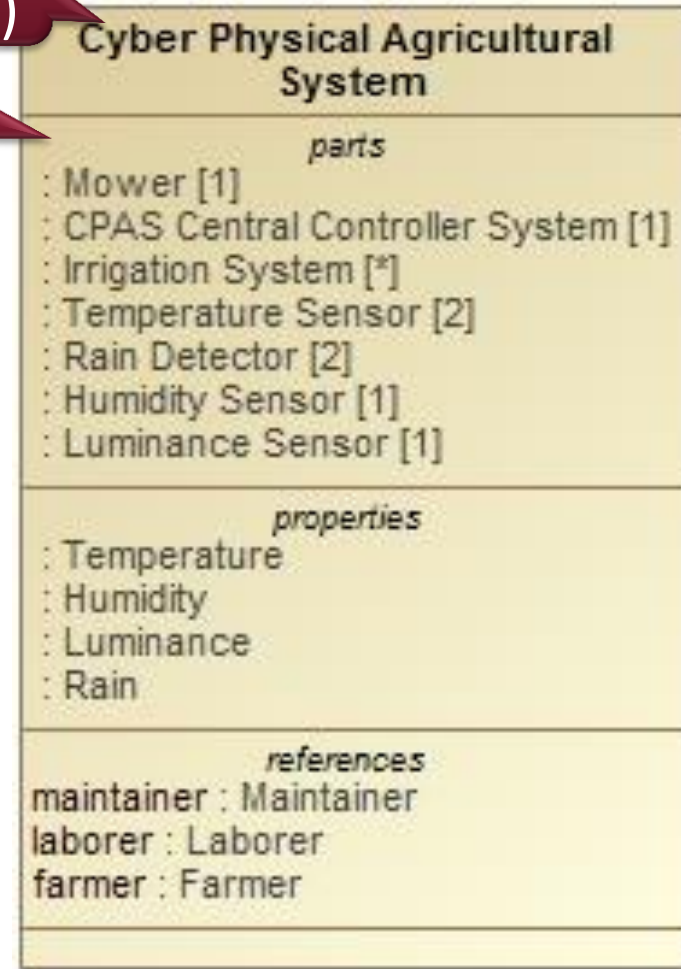 )
Cyber Physical Agricultural
System
parts
: Mower [1]
: CPAS Central Controller System [1]
: Irrigation System [*]
: Temperature Sensor [2]
: Rain Detector [2]
: Humidity Sensor [1]
: Luminance Sensor [1]
properties
: Temperature
: Humidity
: Luminance
: Rain
references
maintainer : Maintainer
laborer : Laborer
farmer : Farmer